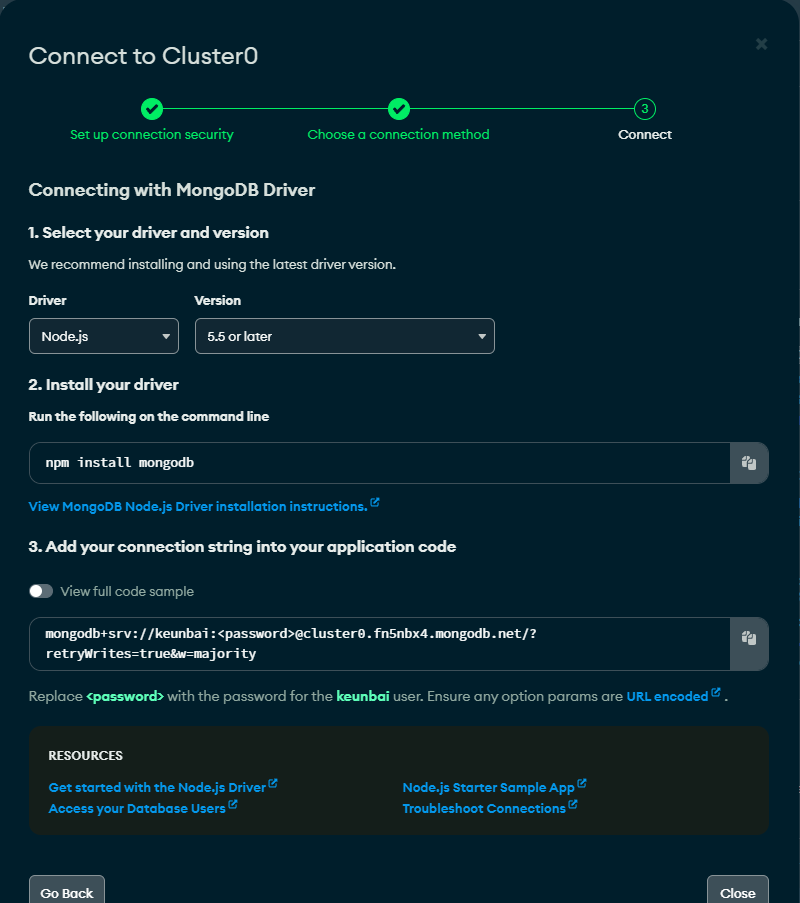 Connect to Cluster0
Set up connection security
Choose a connection method
3
Connect
Connecting with MongoDB Driver
1. Select your driver and version
We recommend installing and using the latest driver version.
Driver
Version
Node.js
5.5 or later
2. Install your driver
Run the following on the command line
npm install mongodb
View MongoDB Node.js Driver installation instructions.
3. Add your connection string into your application code
View full code sample
mongodb+srv://keunbai:<password>@cluster0.fn5nbx4.mongodb.net/?
retryWrites=true&w=majority
Replace <password> with the password for the keunbai user. Ensure any option params are URL encoded .
RESOURCES
Get started with the Node.js Driver
Node.js Starter Sample App
Access your Database Users
Troubleshoot Connections
Go Back
Close